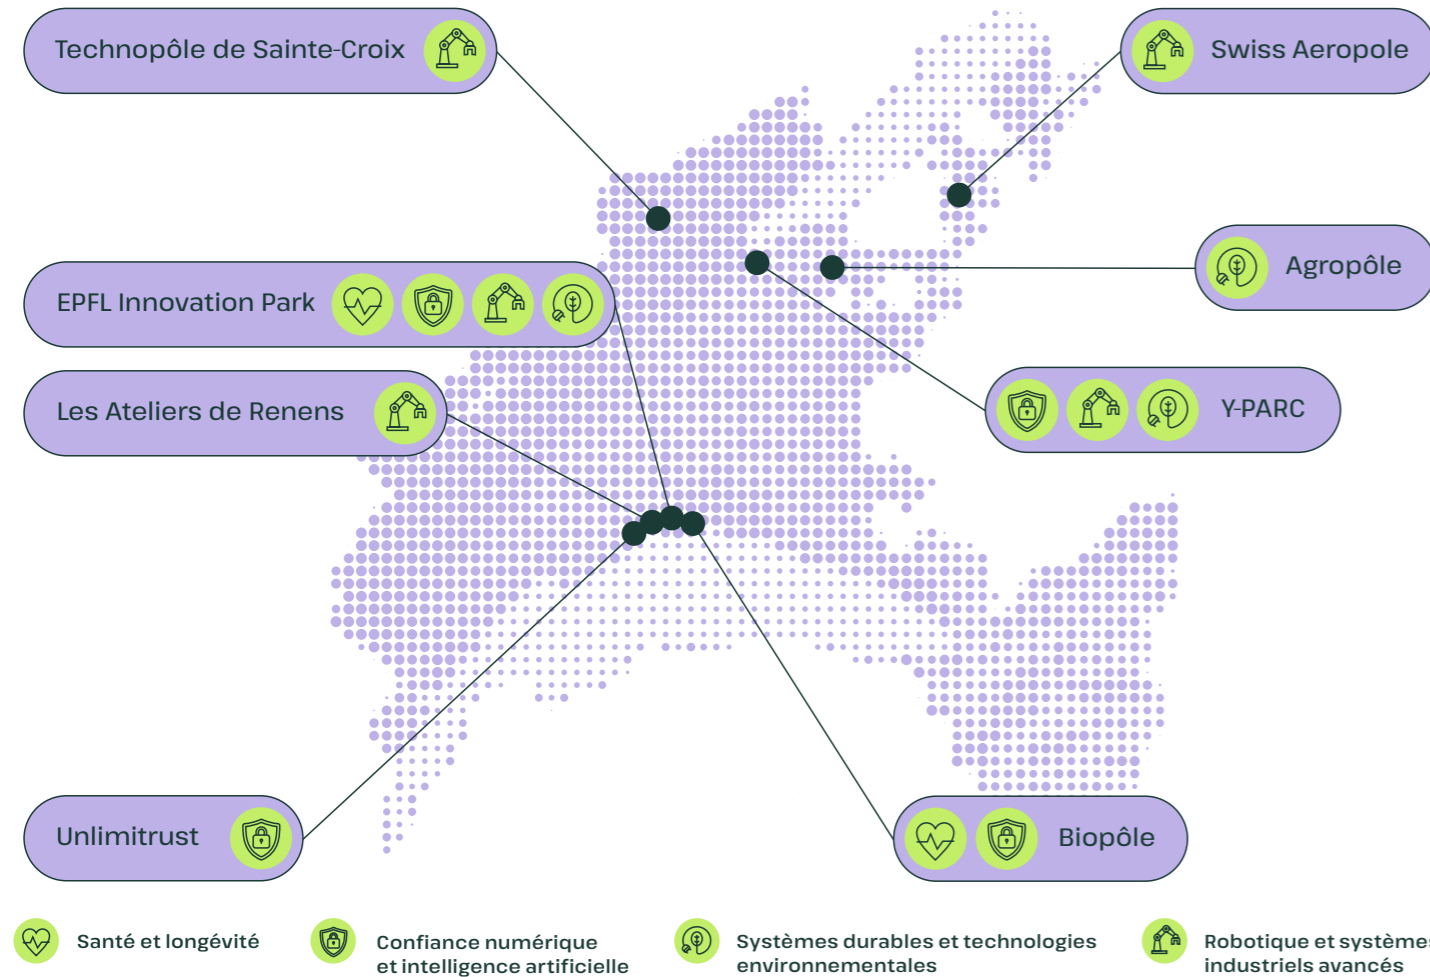 Technopôle de Sainte-Croix
Swiss Aeropole
EPFL Innovation Park
Agropôle
Les Ateliers de Renens
Y-PARC
Unlimitrust
Biopôle
Santé et longévité
Confiance numérique
et intelligence artificielle
Systèmes durables et technologies
environnementales
Robotique et systèmes
industriels avancés